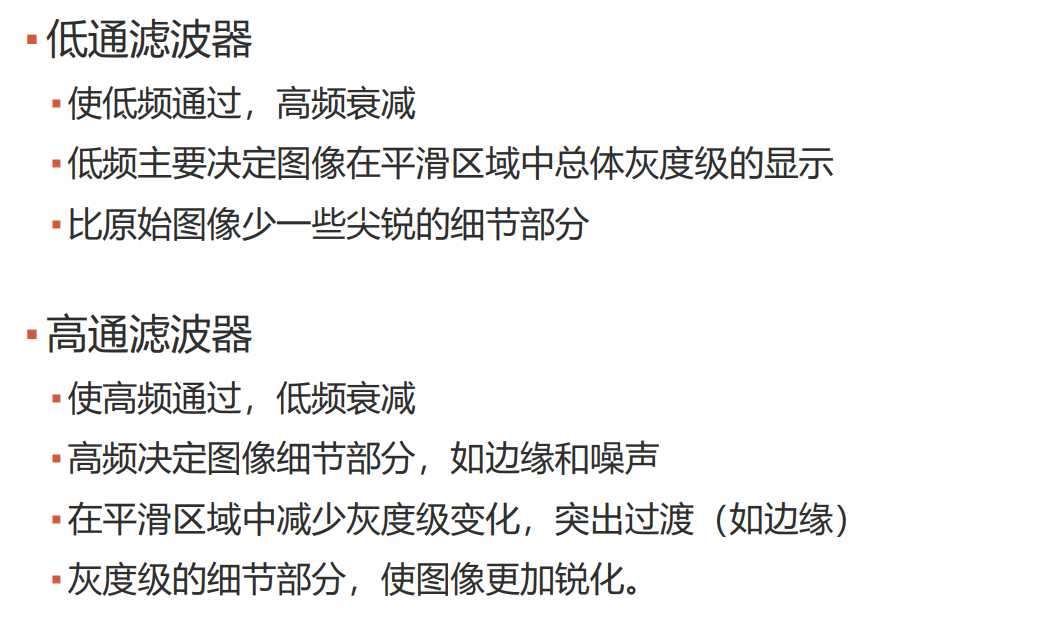 低通滤波器
使低频通过，高频衰减
低频主要决定图像在平滑区域中总体灰度级的显示
比原始图像少一些尖锐的细节部分
高通滤波器
使高频通过，低频衰减
高频决定图像细节部分，如边缘和噪声
在平滑区域中减少灰度级变化，突出过渡（如边缘）
灰度级的细节部分，使图像更加锐化。